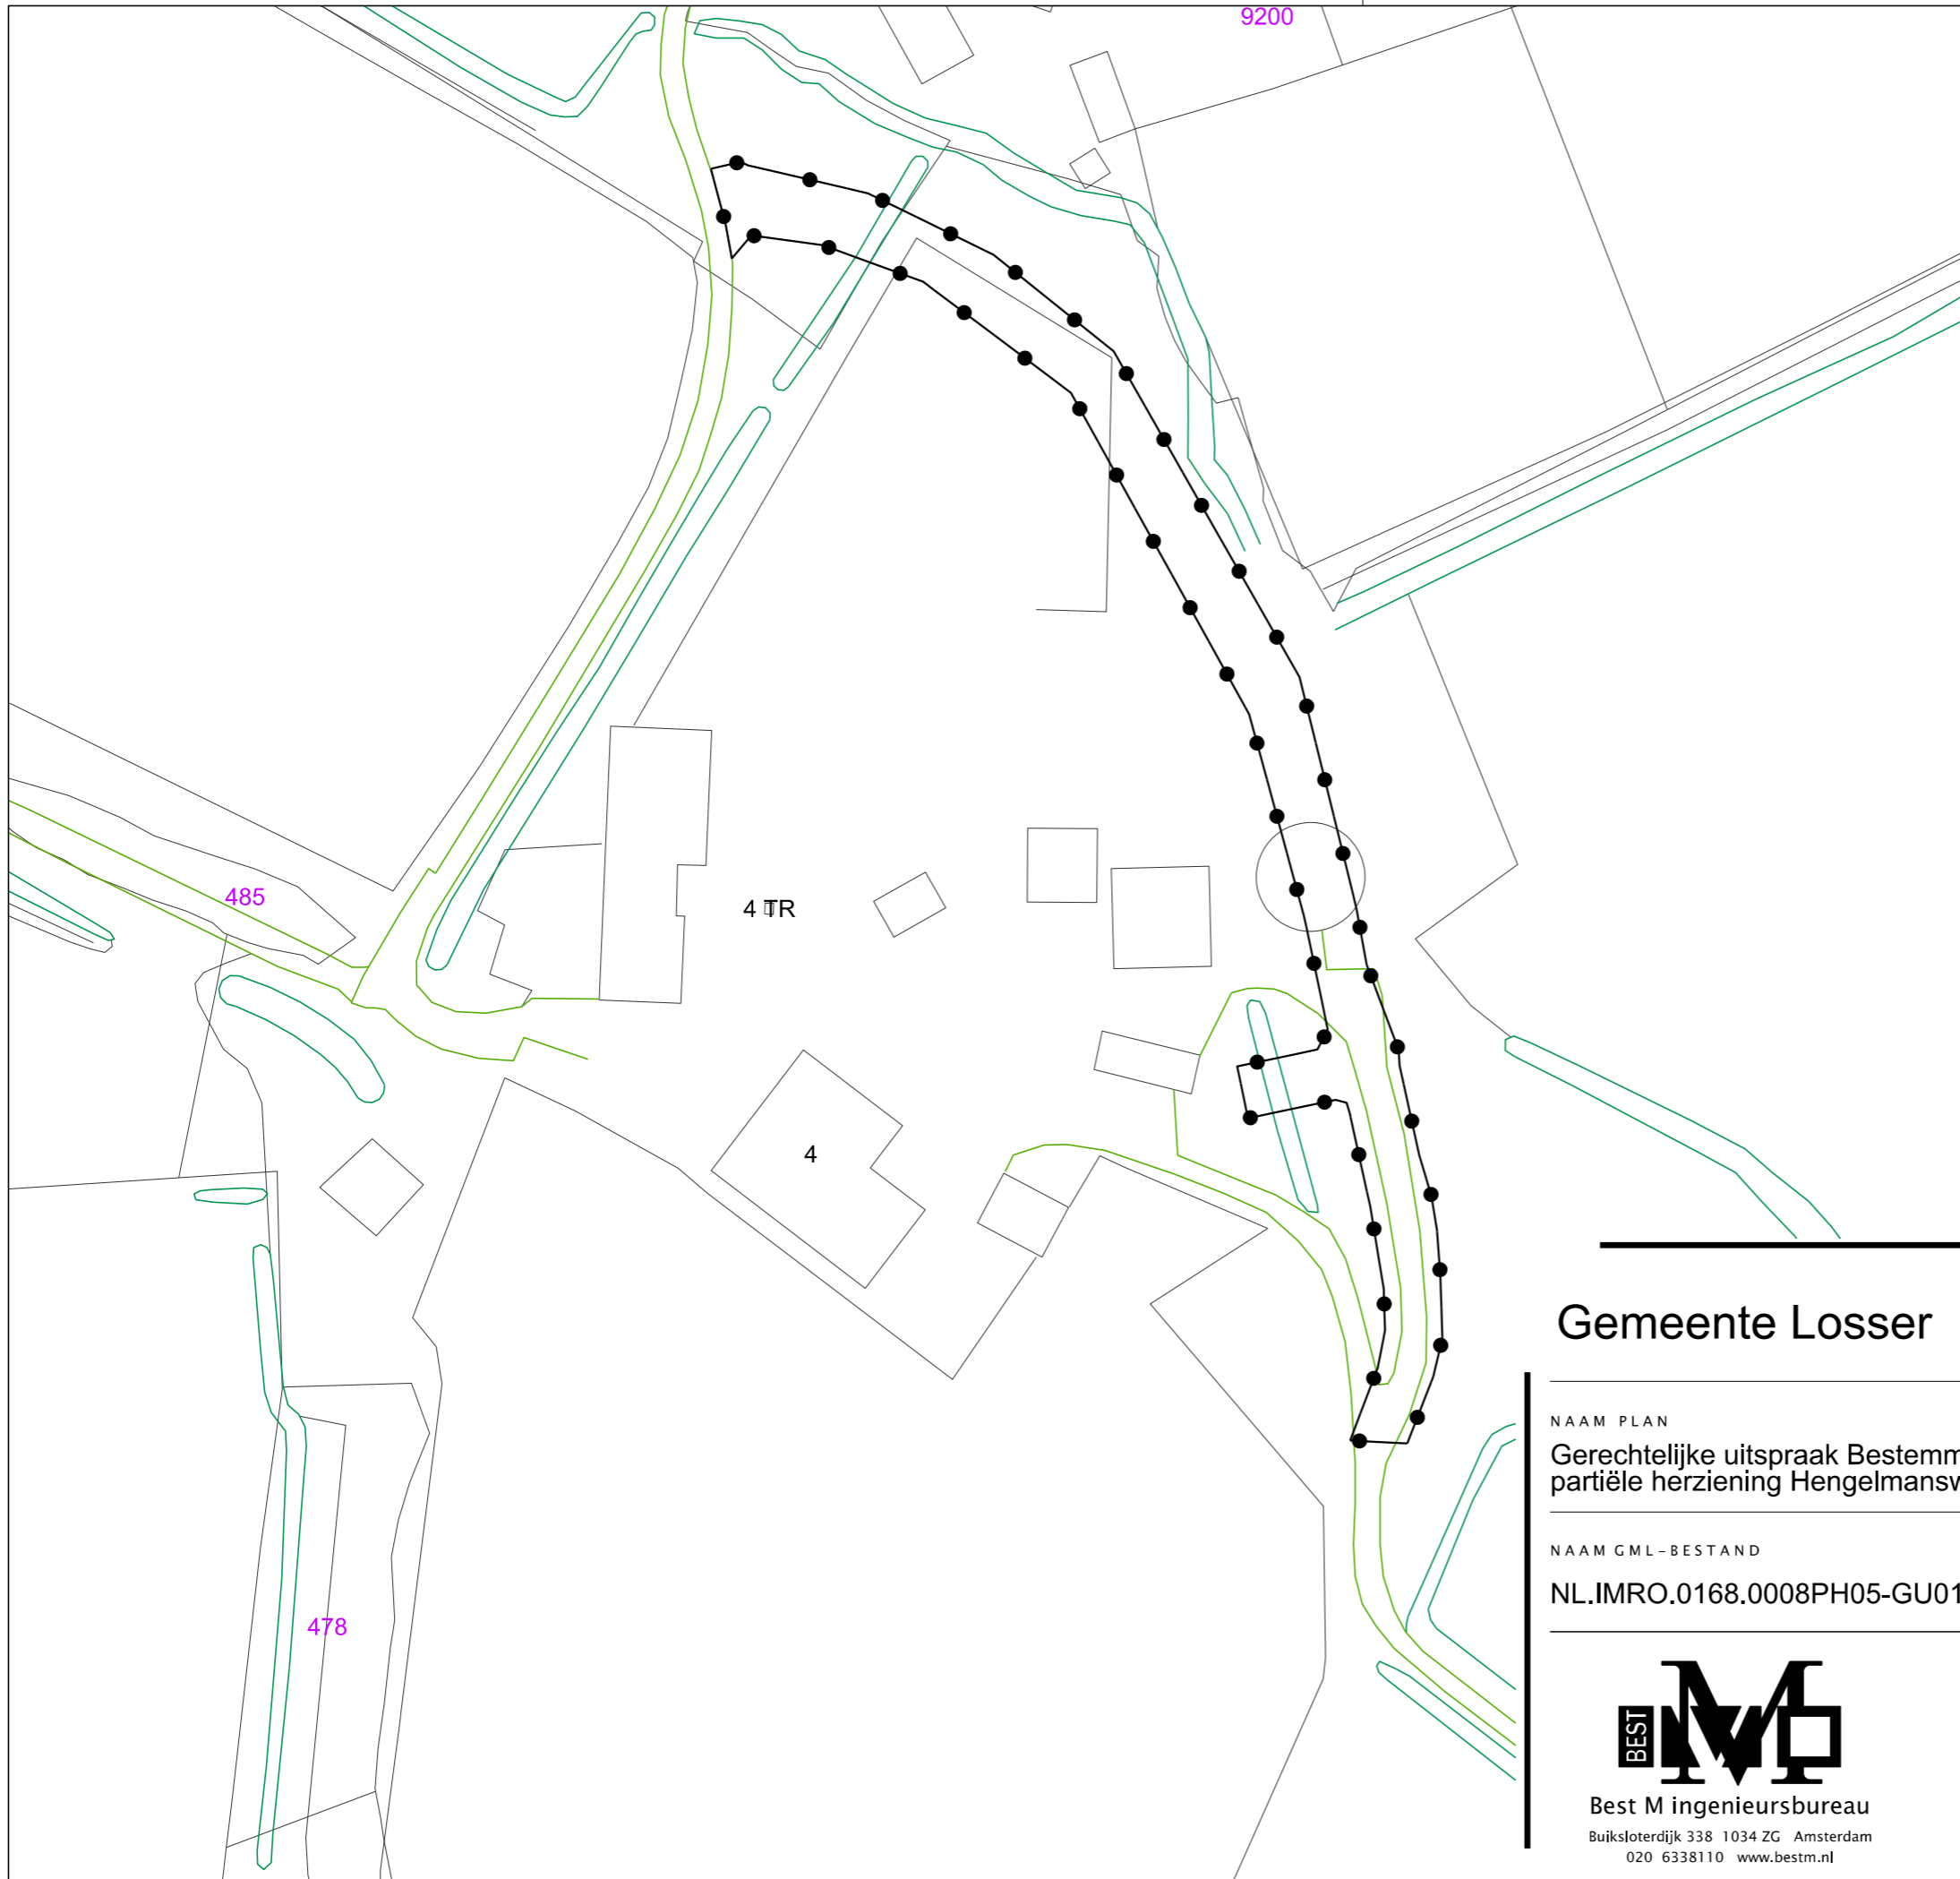 9200
485
4 TR
4
478
Gemeente Losser
NAAM PLAN
Gerechtelijke uitspraak Bestemm
partiële herziening Hengelmansw
NAAM GML-BESTAND
NL.IMRO.0168.0008PH05-GU01
BEST
M
Best M ingenieursbureau
Buiksloterdijk 338 1034 ZG Amsterdam
020 6338110 www.bestm.nl